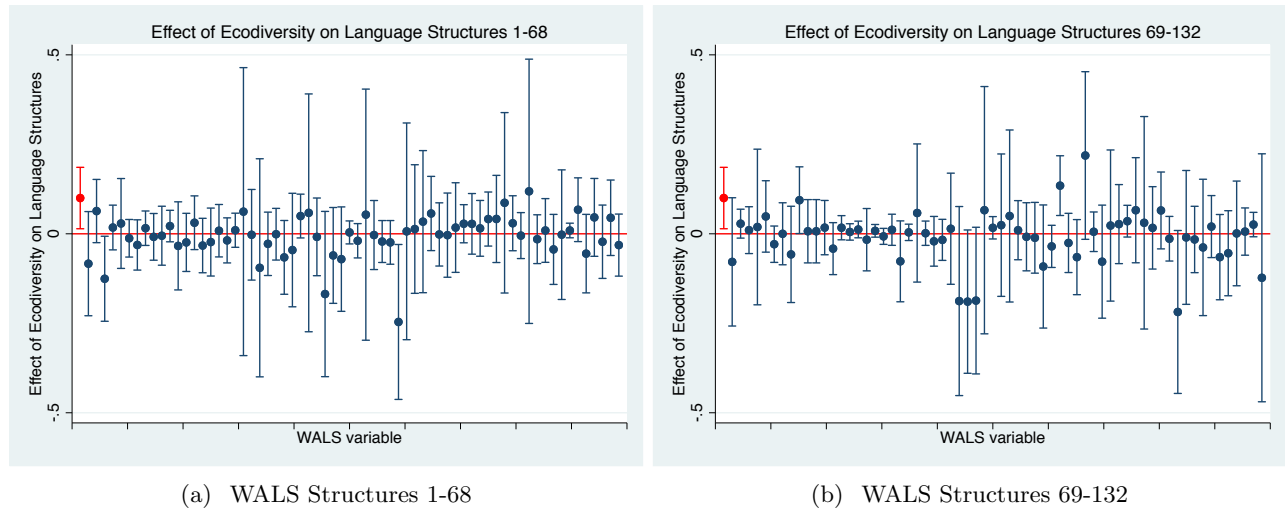 Effect of Ecodiversity on Language Structures 1-68
Effect of Ecodiversity on Language Structures
.5
0
-.5
WALS variable
(a) WALS Structures 1-68
Effect of Ecodiversity on Language Structures 69-132
Effect of Ecodiversity on Language Structures
.5
0
-.5
WALS variable
(b) WALS Structures 69-132